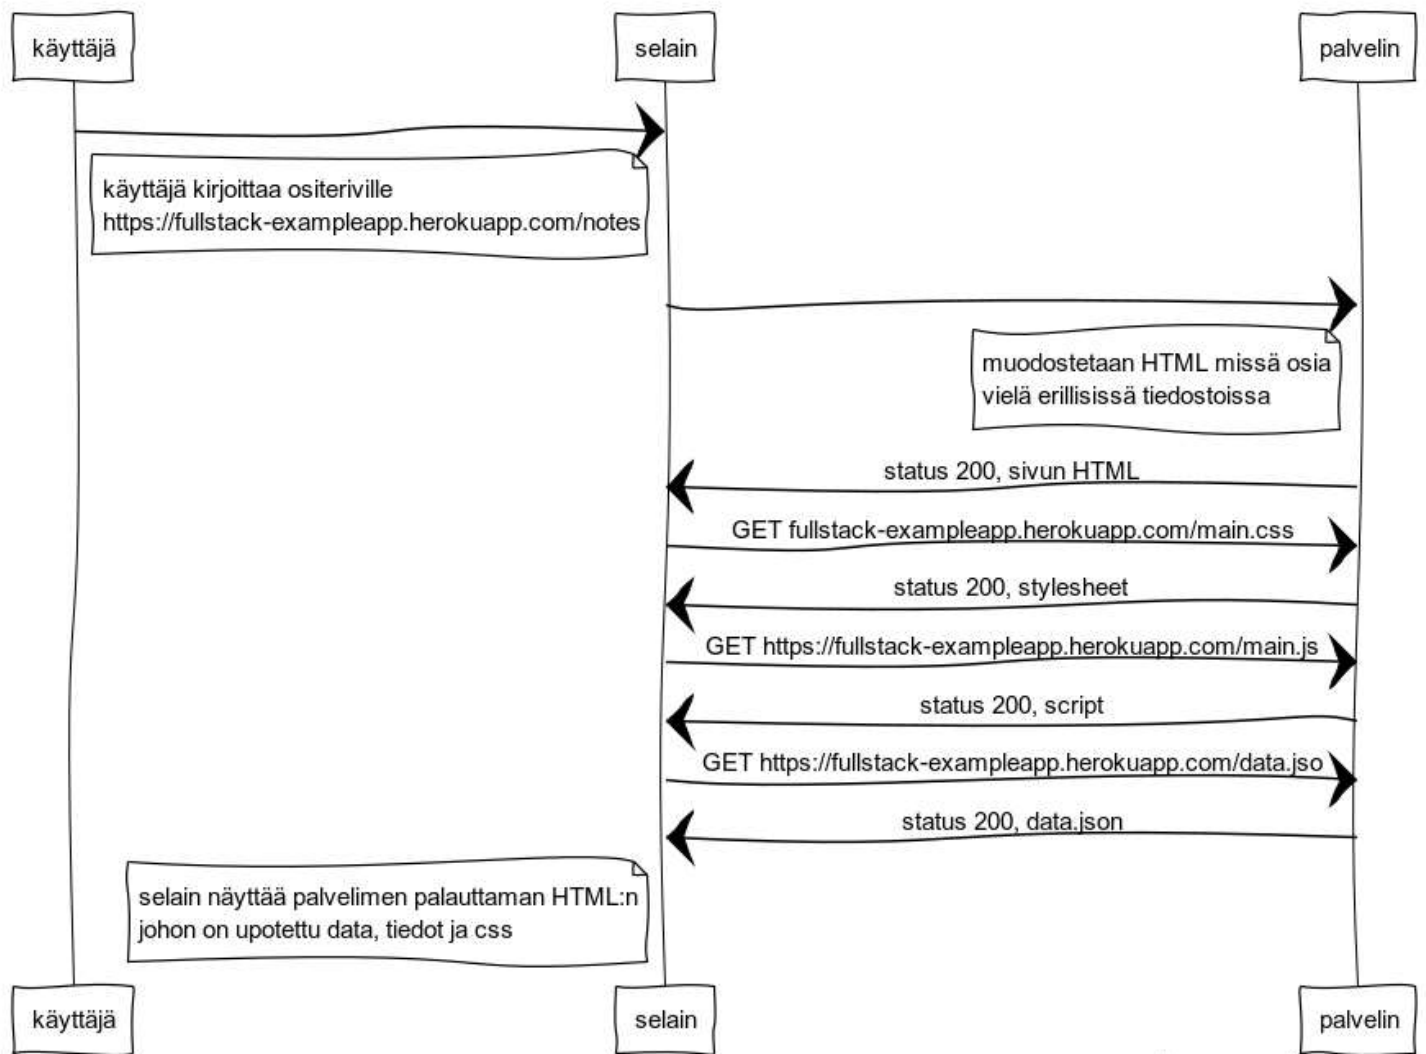 käyttäjä
selain
palvelin
käyttäjä kirjoittaa ositeriville
https://fullstack-exampleapp.herokuapp.com/notes
muodostetaan HTML missä osia
vielä erillisissä tiedostoissa
status 200, sivun HTML
GET fullstack-exampleapp.herokuapp.com/main.css
status 200, stylesheet
GET https://fullstack-exampleapp.herokuapp.com/main.js
status 200, script
GET https://fullstack-exampleapp.herokuapp.com/data.jso
status 200, data.json
selain näyttää palvelimen palauttaman HTML:n
johon on upotettu data, tiedot ja css
käyttäjä
selain
palvelin